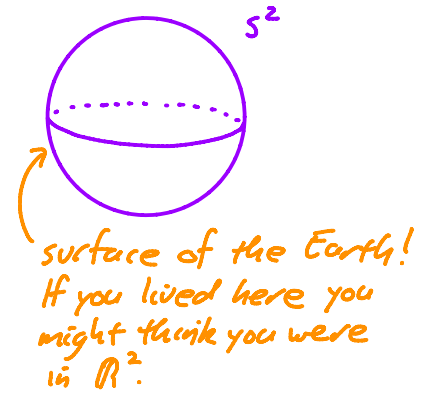 S²
surface of the Earth!
If you lived here you
might think you were
in ℝ².